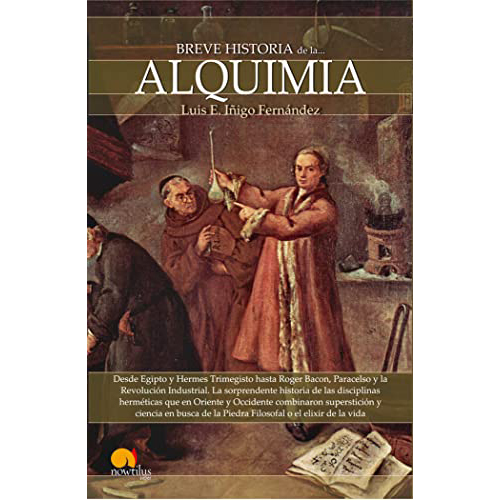 BREVE HISTORIA de la...
ALQUIMIA
Luis E. Íñigo Fernández
Desde Egipto y Hermes Trimegisto hasta Roger Bacon, Paracelso y la
Revolución Industrial. La sorprendente historia de las disciplinas
herméticas que en Oriente y Occidente combinaron superstición y
ciencia en busca de la Piedra Filosofal o el elixir de la vida
nowtilus